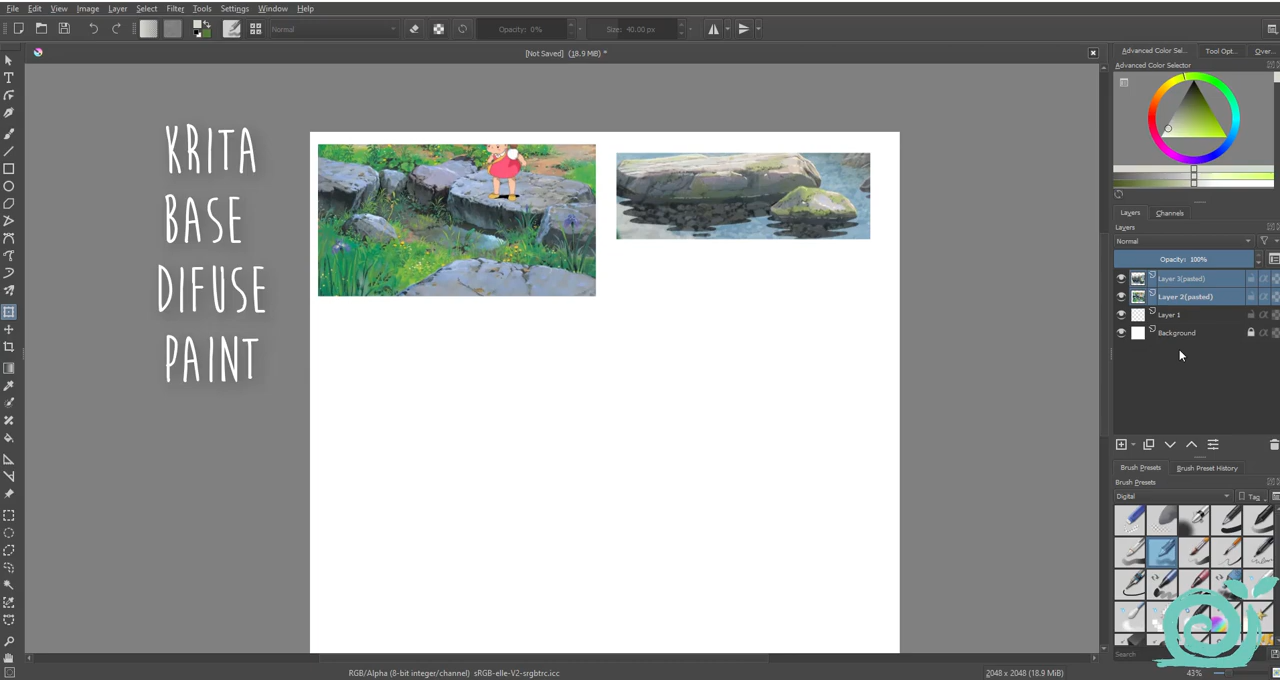 File Edit View Image Layer Select Filter Tools Settings Window Help
Normal Opacity: 0% Size: 40.00 px
[Not Saved] (18.9 MiB) *
Advanced Color Sel... Tool Opt... Over...
Advanced Color Selector
KRITA
BASE
DIFUSE
PAINT
Layers Channels
Layers
Normal
Opacity: 100%
Layer 3(pasted)
Layer 2(pasted)
Layer 1
Background
Brush Presets Brush Preset History
Brush Presets
Digital Tag
Search
RGB/Alpha (8-bit integer/channel) sRGB-elle-V2-srgbtrc.icc 2048 x 2048 (18.9 MiB) 43%